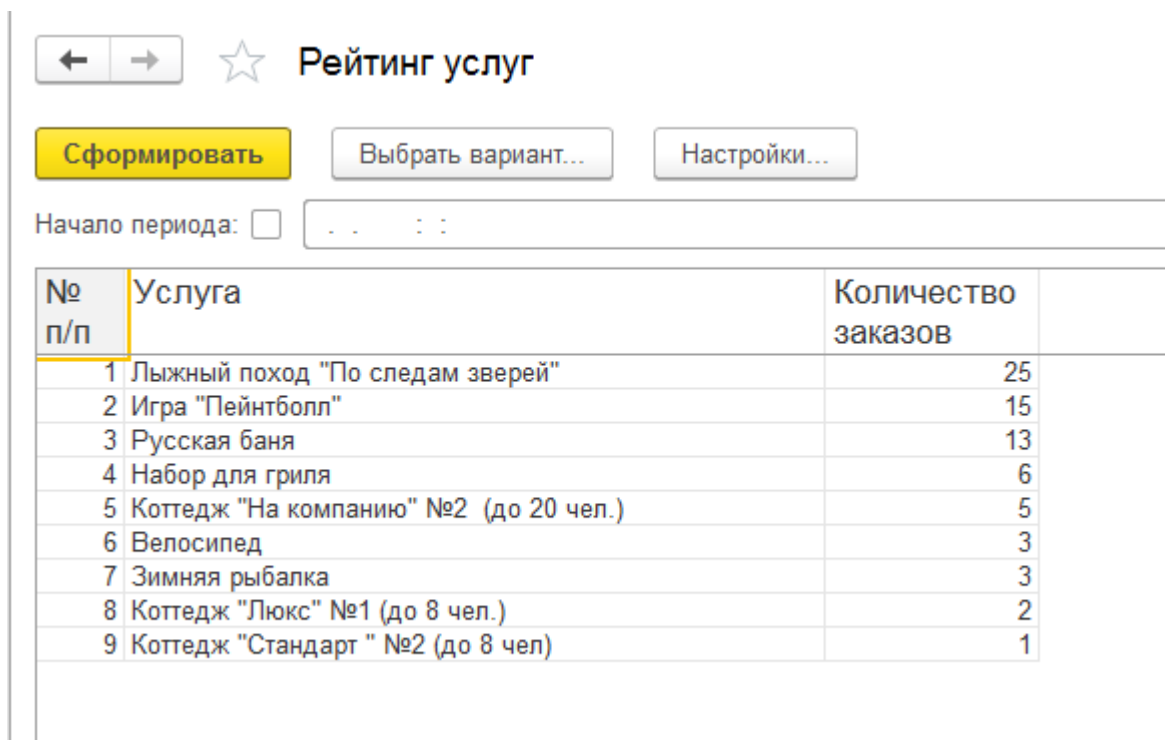 Рейтинг услуг
Сформировать Выбрать вариант... Настройки...
Начало периода: . . : :
№ п/п Услуга Количество заказов
1 Лыжный поход "По следам зверей" 25
2 Игра "Пейнтболл" 15
3 Русская баня 13
4 Набор для гриля 6
5 Коттедж "На компанию" №2 (до 20 чел.) 5
6 Велосипед 3
7 Зимняя рыбалка 3
8 Коттедж "Люкс" №1 (до 8 чел.) 2
9 Коттедж "Стандарт " №2 (до 8 чел) 1